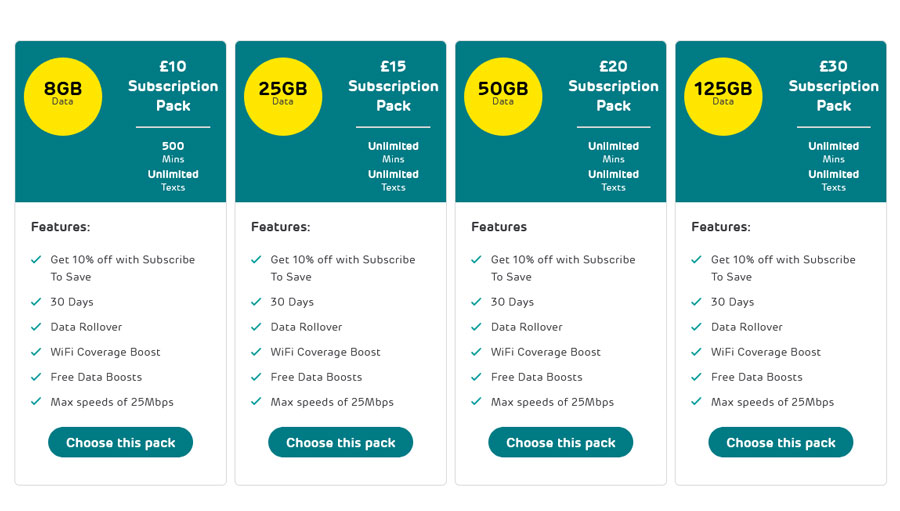 8GB
Data
£10
Subscription
Pack
500
Mins
Unlimited
Texts
Features:
Get 10% off with Subscribe
To Save
30 Days
Data Rollover
WiFi Coverage Boost
Free Data Boosts
Max speeds of 25Mbps
Choose this pack
25GB
Data
£15
Subscription
Pack
Unlimited
Mins
Unlimited
Texts
Features:
Get 10% off with Subscribe
To Save
30 Days
Data Rollover
WiFi Coverage Boost
Free Data Boosts
Max speeds of 25Mbps
Choose this pack
50GB
Data
£20
Subscription
Pack
Unlimited
Mins
Unlimited
Texts
Features
Get 10% off with Subscribe
To Save
30 Days
Data Rollover
WiFi Coverage Boost
Free Data Boosts
Max speeds of 25Mbps
Choose this pack
125GB
Data
£30
Subscription
Pack
Unlimited
Mins
Unlimited
Texts
Features:
Get 10% off with Subscribe
To Save
30 Days
Data Rollover
WiFi Coverage Boost
Free Data Boosts
Max speeds of 25Mbps
Choose this pack